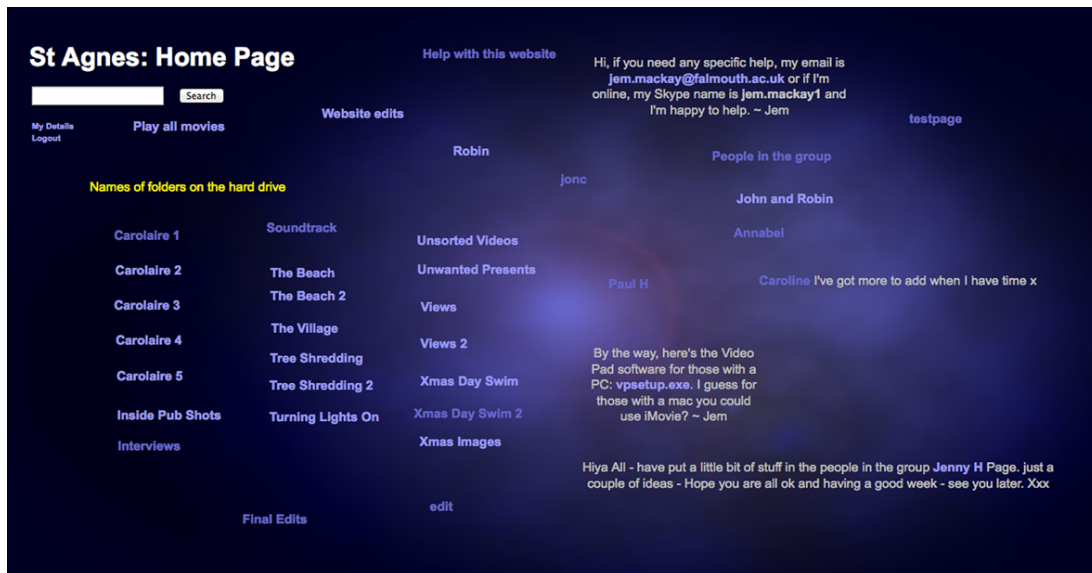 St Agnes: Home Page
Search
My Details
Logout
Play all movies
Help with this website
Website edits
Robin
jonc
Hi, if you need any specific help, my email is
jem.mackay@falmouth.ac.uk or if I'm
online, my Skype name is jem.mackay1 and
I'm happy to help. ~ Jem
testpage
People in the group
John and Robin
Annabel
Caroline I've got more to add when I have time x
Paul H
Names of folders on the hard drive
Carolaire 1
Carolaire 2
Carolaire 3
Carolaire 4
Carolaire 5
Inside Pub Shots
Interviews
Soundtrack
The Beach
The Beach 2
The Village
Tree Shredding
Tree Shredding 2
Turning Lights On
Unsorted Videos
Unwanted Presents
Views
Views 2
Xmas Day Swim
Xmas Day Swim 2
Xmas Images
By the way, here's the Video
Pad software for those with a
PC: vpsetup.exe. I guess for
those with a mac you could
use iMovie? ~ Jem
Hiya All - have put a little bit of stuff in the people in the group Jenny H Page. just a
couple of ideas - Hope you are all ok and having a good week - see you later. Xxx
edit
Final Edits